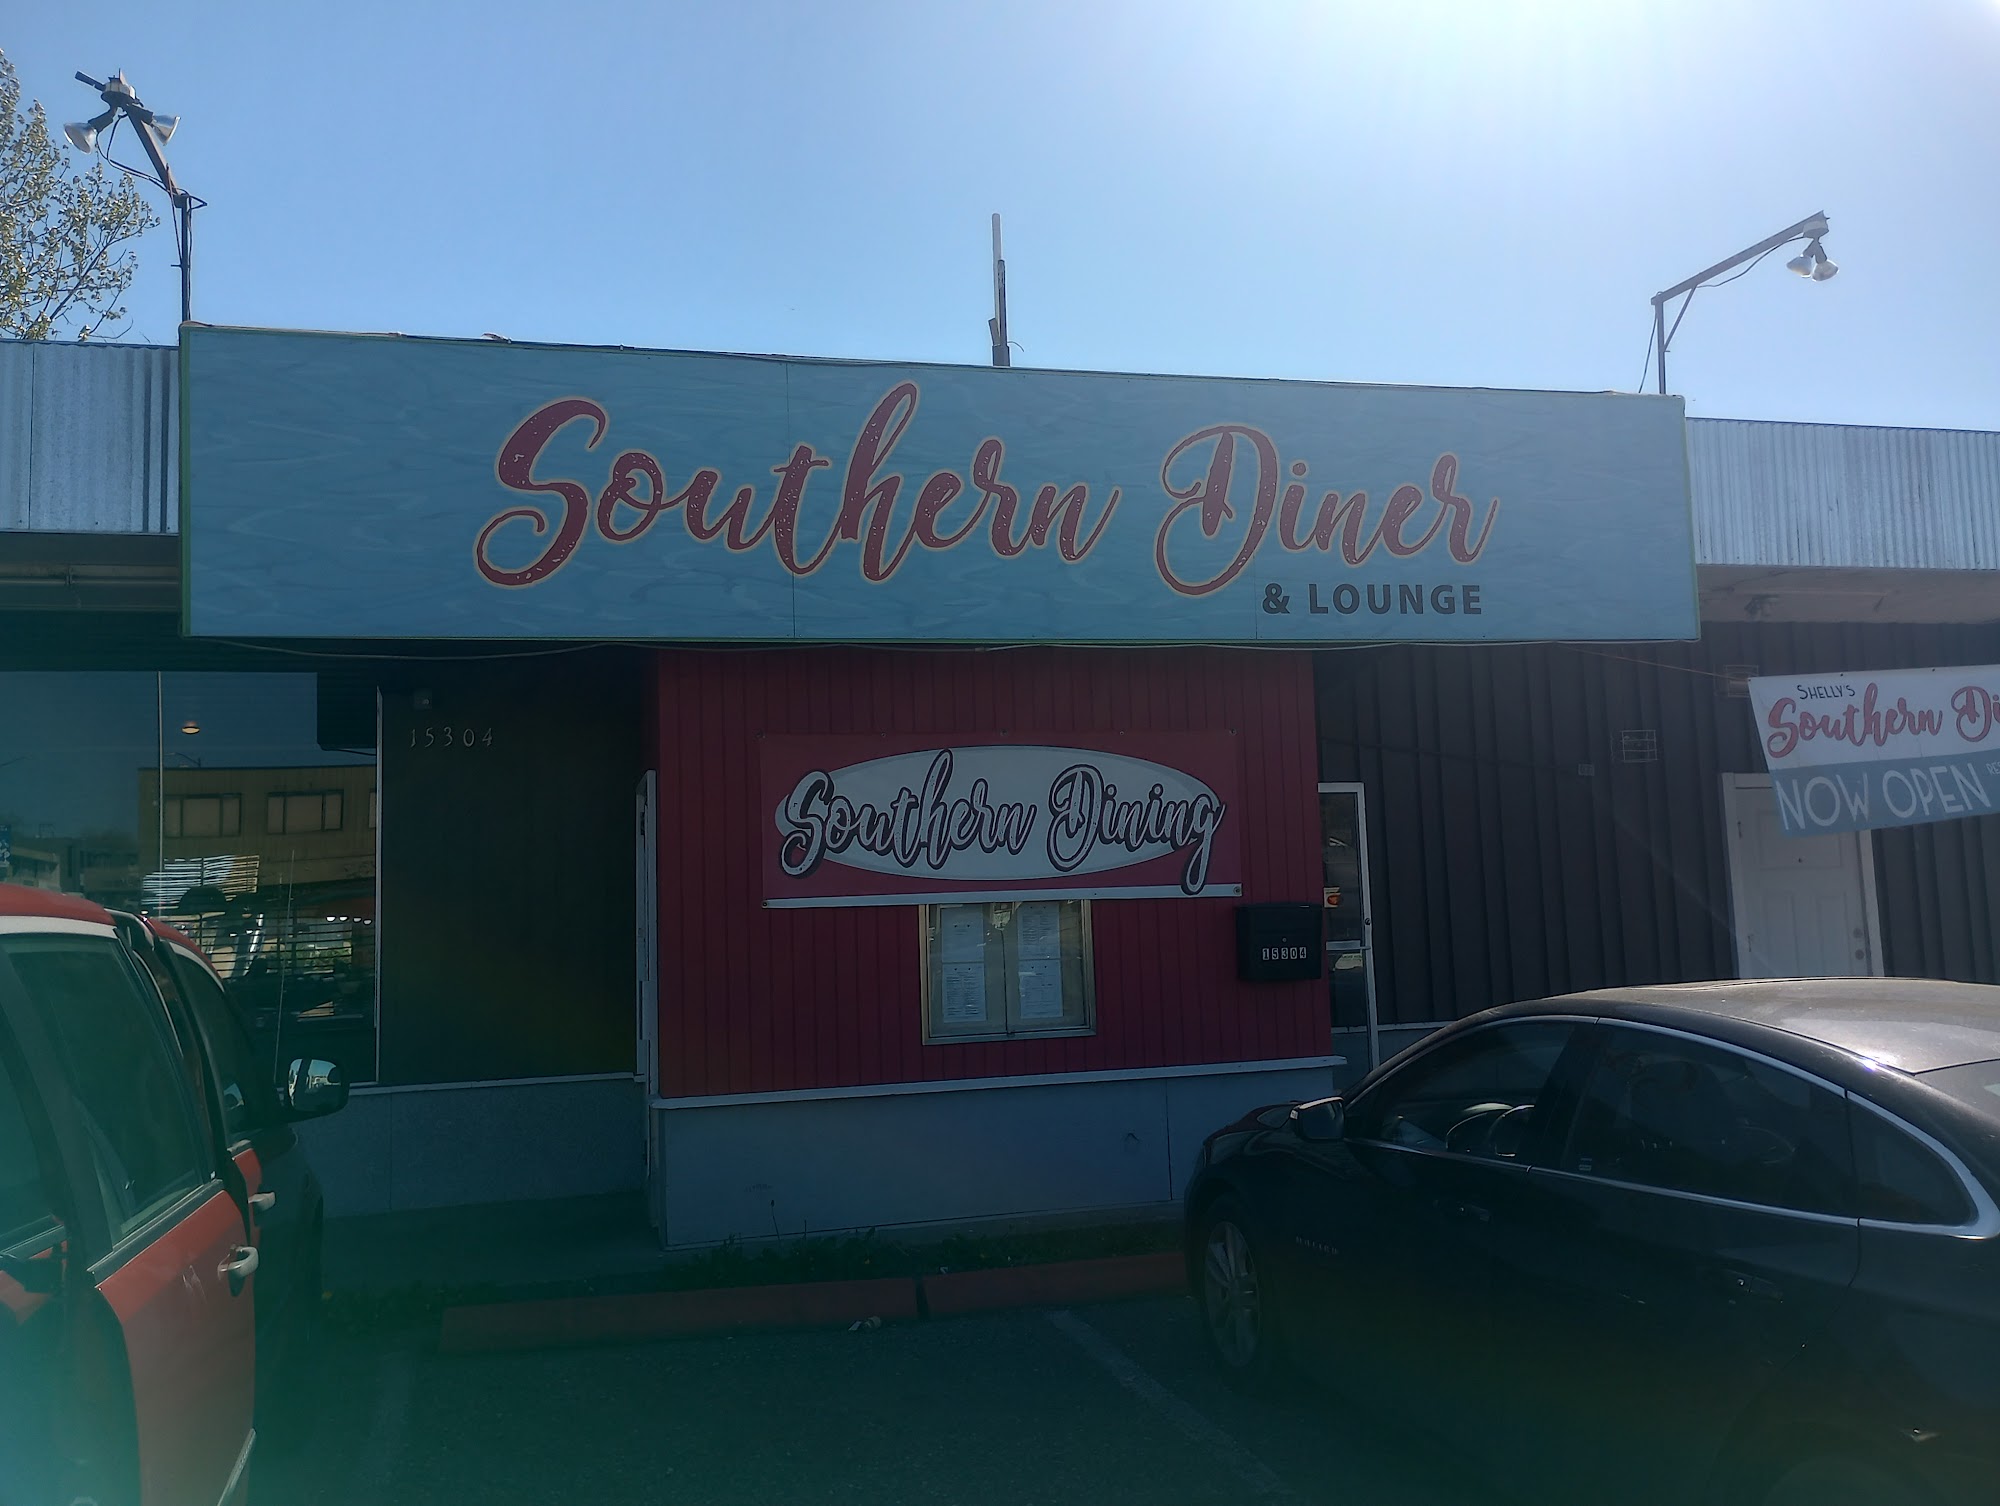 Southern Diner
& LOUNGE
15304
Southern Dining
15304
SHELLY'S
Southern Di
NOW OPEN